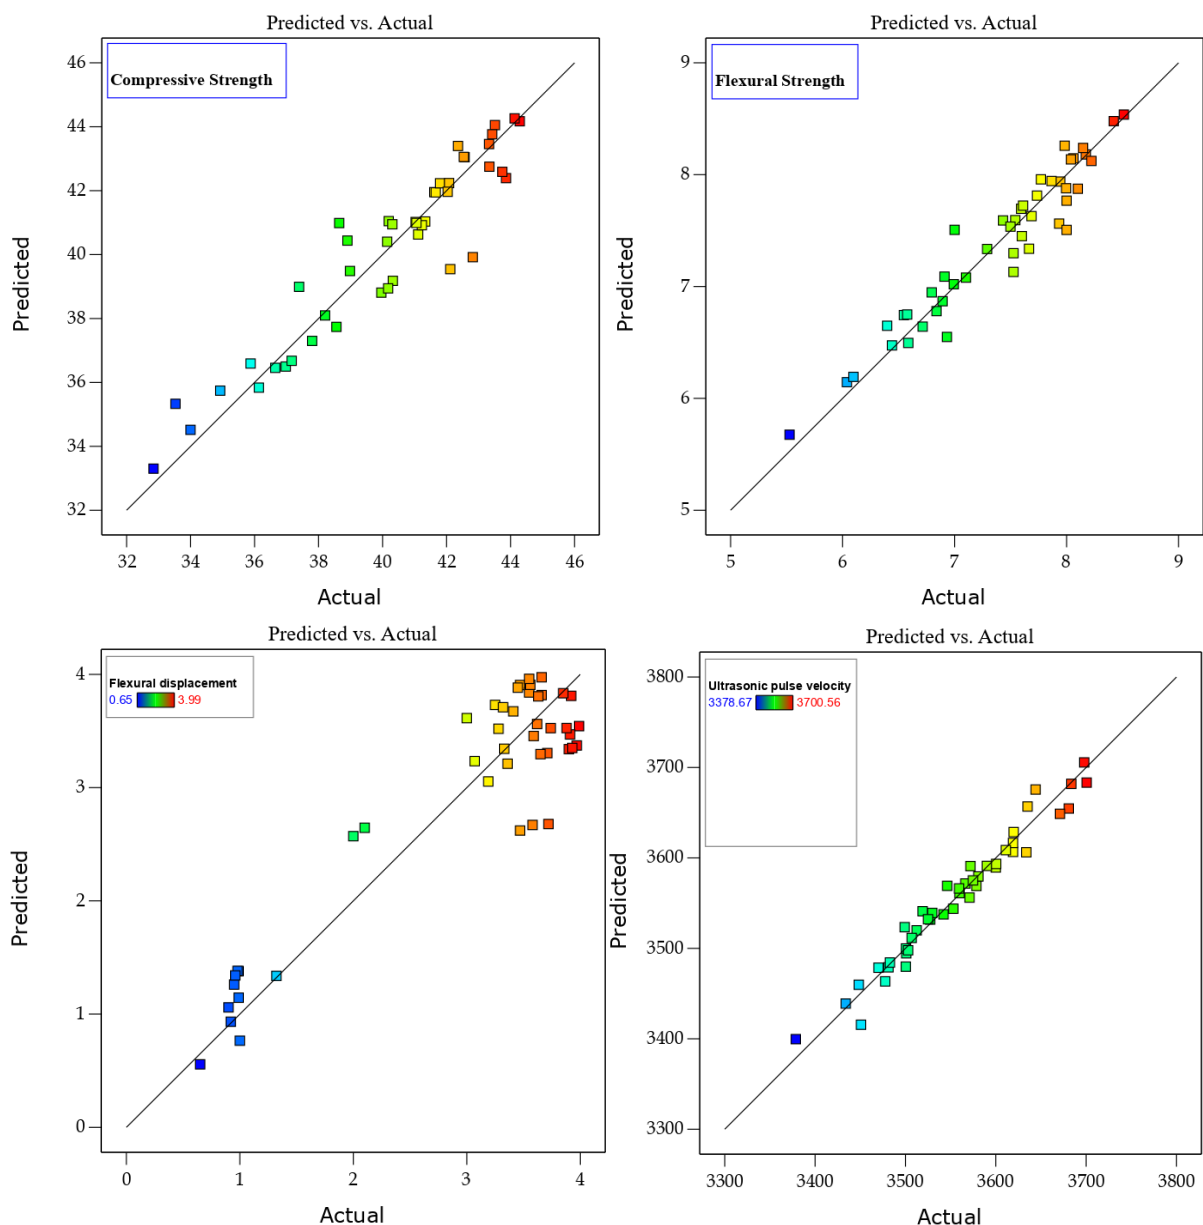 Predicted vs. Actual
46
44
42
40
38
36
34
32
Compressive Strength
Predicted
32 34 36 38 40 42 44 46
Actual
Predicted vs. Actual
9
8
7
6
5
Flexural Strength
Predicted
5 6 7 8 9
Actual
Predicted vs. Actual
4
3
2
1
0
Flexural displacement
0.65 3.99
Predicted
0 1 2 3 4
Actual
Predicted vs. Actual
3800
3700
3600
3500
3400
3300
Ultrasonic pulse velocity
3378.67 3700.56
Predicted
3300 3400 3500 3600 3700 3800
Actual